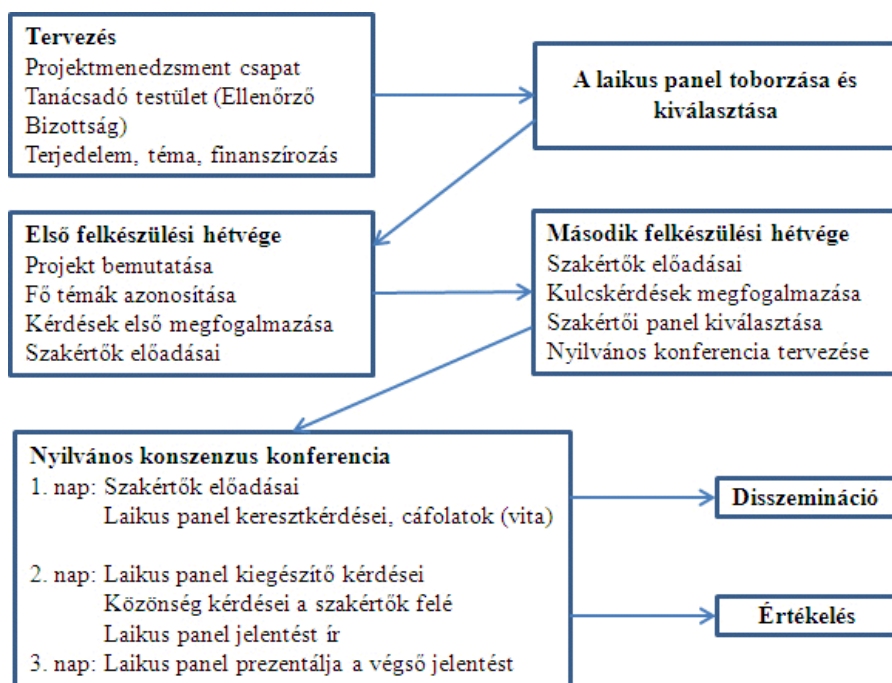 Tervezés
Projektmenedzsment csapat
Tanácsadó testület (Ellenőrző
Bizottság)
Terjedelem, téma, finanszírozás
A laikus panel toborzása és
kiválasztása
Első felkészülési hétvége
Projekt bemutatása
Fő témák azonosítása
Kérdések első megfogalmazása
Szakértők előadásai
Második felkészülési hétvége
Szakértők előadásai
Kulcskérdések megfogalmazása
Szakértői panel kiválasztása
Nyilvános konferencia tervezése
Nyilvános konszenzus konferencia
1. nap: Szakértők előadásai
Laikus panel keresztkérdései, cáfolatok (vita)
2. nap: Laikus panel kiegészítő kérdései
Közönség kérdései a szakértők felé
Laikus panel jelentést ír
3. nap: Laikus panel prezentálja a végső jelentést
Disszemináció
Értékelés